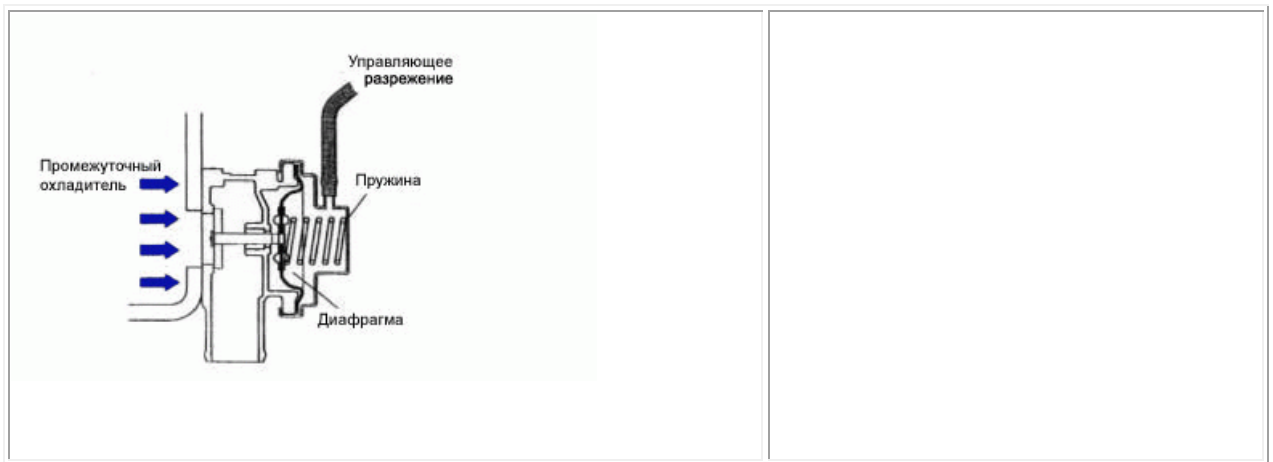 Управляющее
разрежение
Промежуточный
охладитель
Пружина
Диафрагма